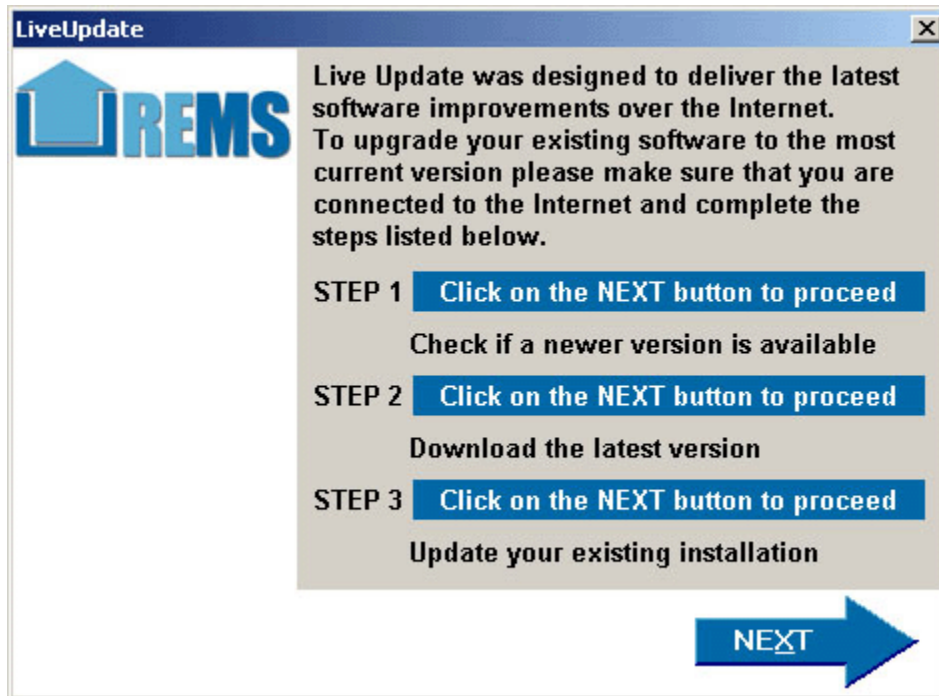 LiveUpdate
REMS
Live Update was designed to deliver the latest
software improvements over the Internet.
To upgrade your existing software to the most
current version please make sure that you are
connected to the Internet and complete the
steps listed below.
STEP 1 Click on the NEXT button to proceed
Check if a newer version is available
STEP 2 Click on the NEXT button to proceed
Download the latest version
STEP 3 Click on the NEXT button to proceed
Update your existing installation
NEXT